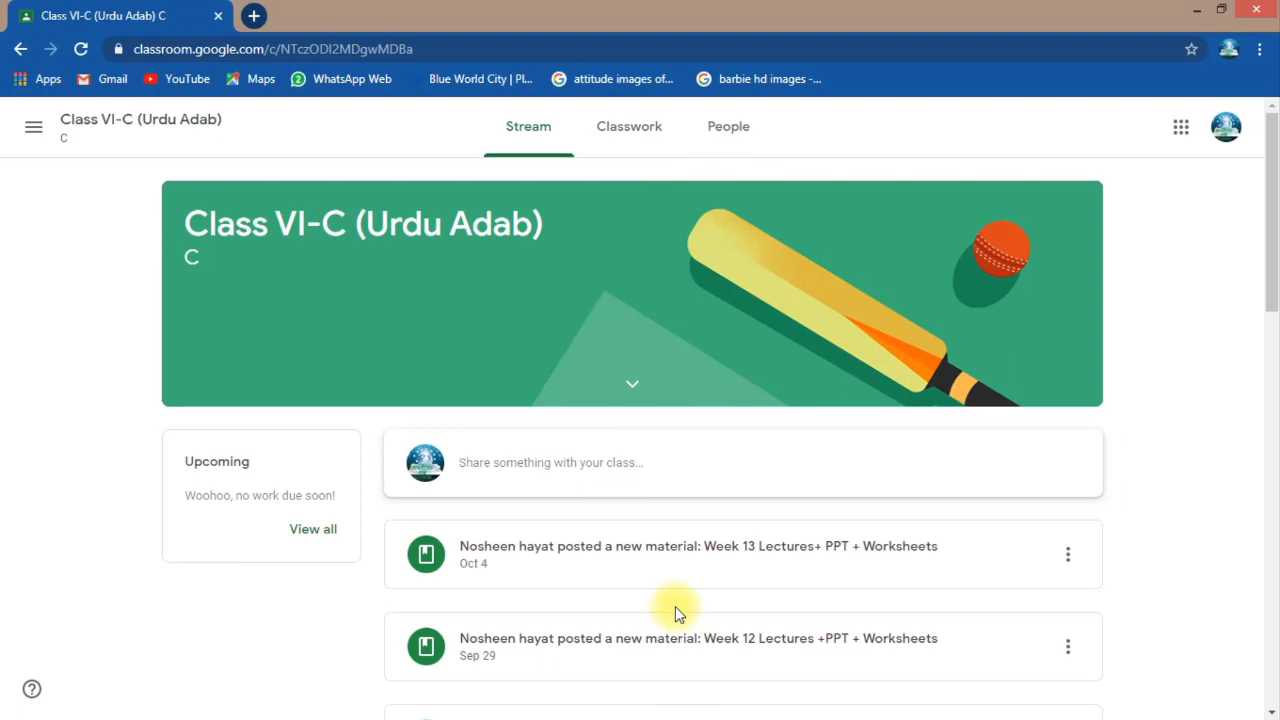 Class VI-C (Urdu Adab) C
classroom.google.com/c/NTczODI2MDgwMDBa
Apps Gmail YouTube Maps WhatsApp Web Blue World City | Pl... attitude images of... barbie hd images -...
Class VI-C (Urdu Adab)
C
Stream Classwork People
Class VI-C (Urdu Adab)
C
Upcoming
Woohoo, no work due soon!
View all
Share something with your class...
Nosheen hayat posted a new material: Week 13 Lectures+ PPT + Worksheets
Oct 4
Nosheen hayat posted a new material: Week 12 Lectures +PPT + Worksheets
Sep 29